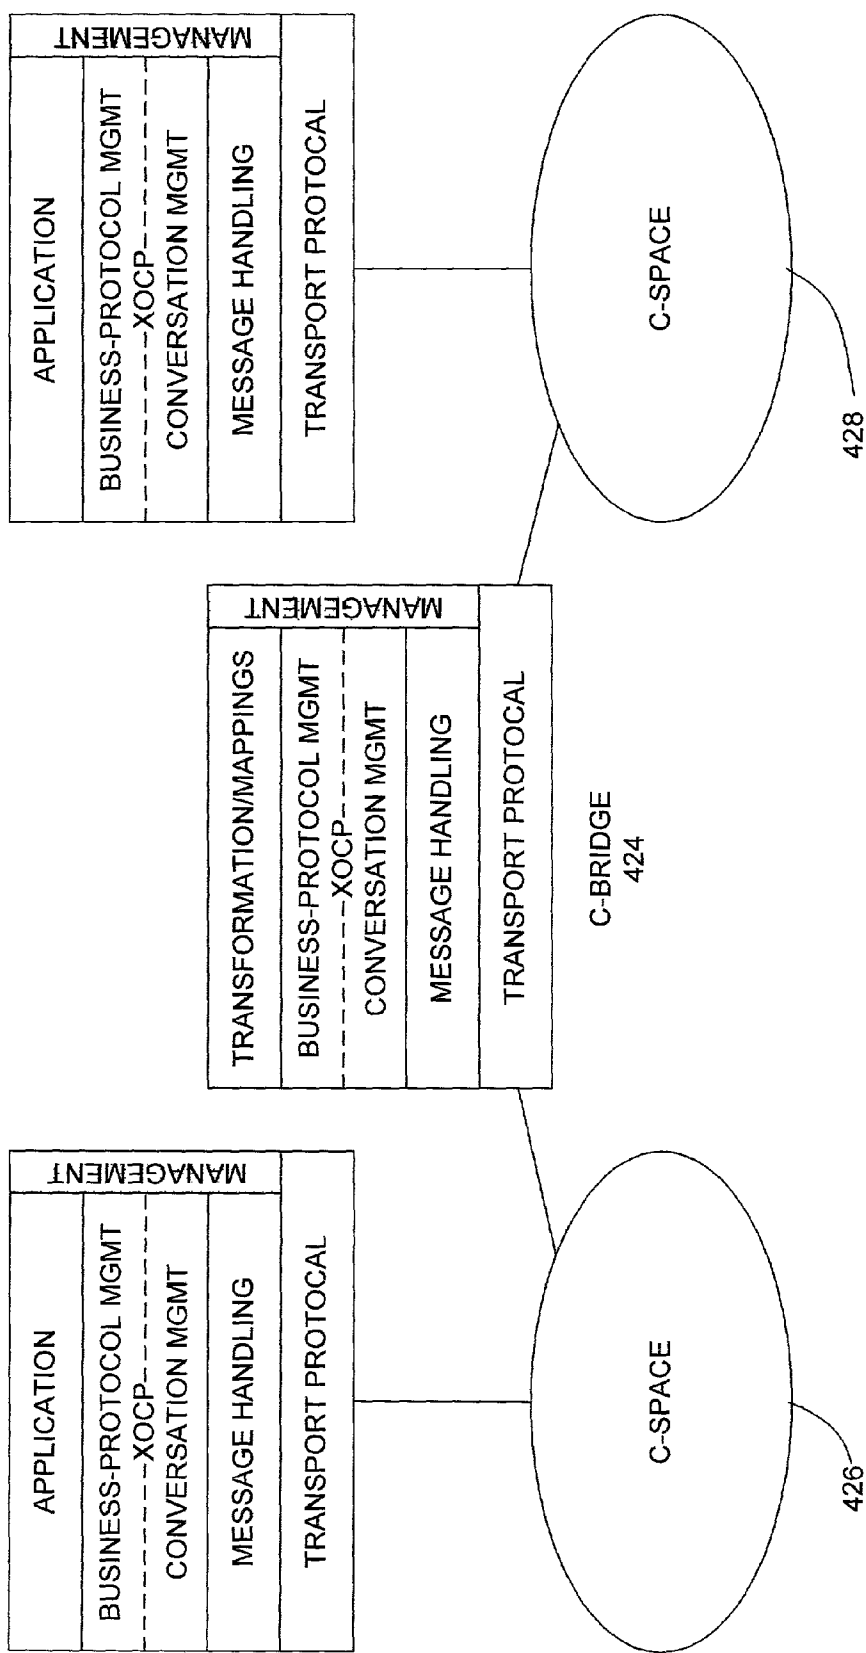 APPLICATION
BUSINESS-PROTOCOL MGMT
XOCP
CONVERSATION MGMT
MESSAGE HANDLING
TRANSPORT PROTOCAL
MANAGEMENT
C-SPACE
426
TRANSFORMATION/MAPPINGS
BUSINESS-PROTOCOL MGMT
XOCP
CONVERSATION MGMT
MESSAGE HANDLING
TRANSPORT PROTOCAL
MANAGEMENT
C-BRIDGE
424
APPLICATION
BUSINESS-PROTOCOL MGMT
XOCP
CONVERSATION MGMT
MESSAGE HANDLING
TRANSPORT PROTOCAL
MANAGEMENT
C-SPACE
428